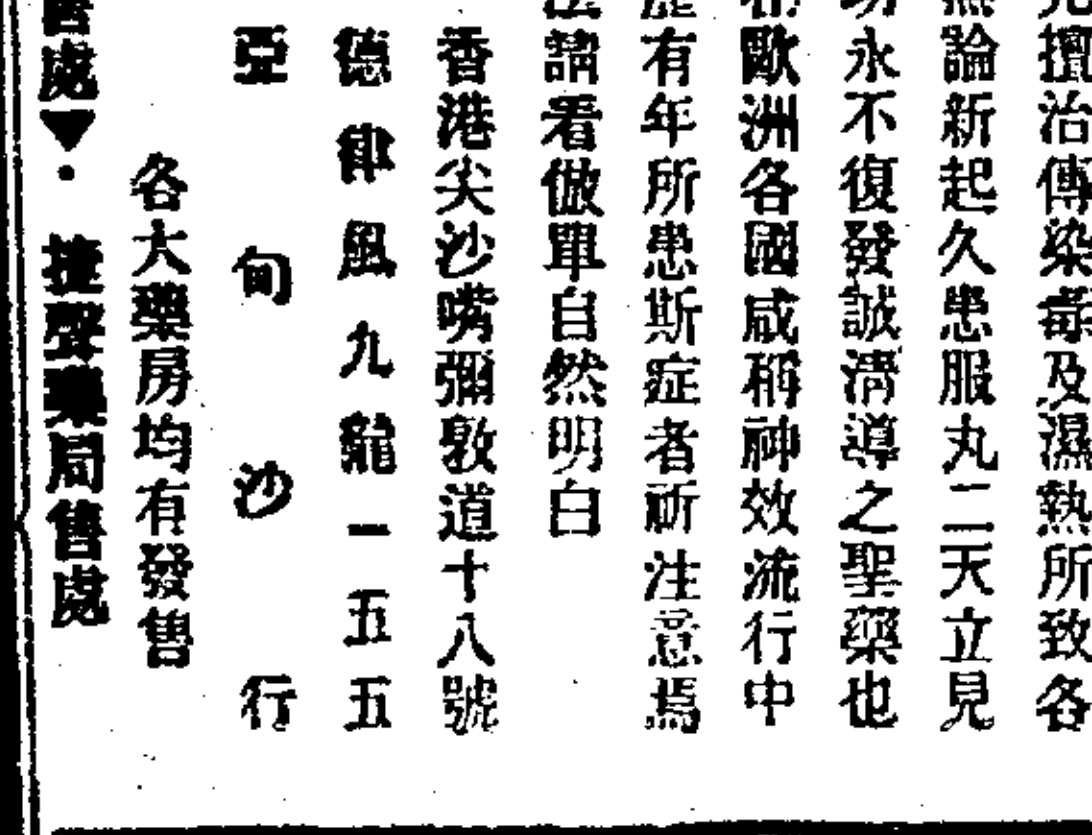 擅治傳染毒及濕熱所致各
論新起久患服丸二天立見
永不復發誠淸導之聖藥也
歐洲各國咸稱神效流行中
有年所患斯症者祈注意焉
請看倣單自然明白
香港尖沙嘴彌敦道十八號
德律風九龍一五五
亞旬沙行
各大藥房均有發售
處▼・捷聲藥局售處